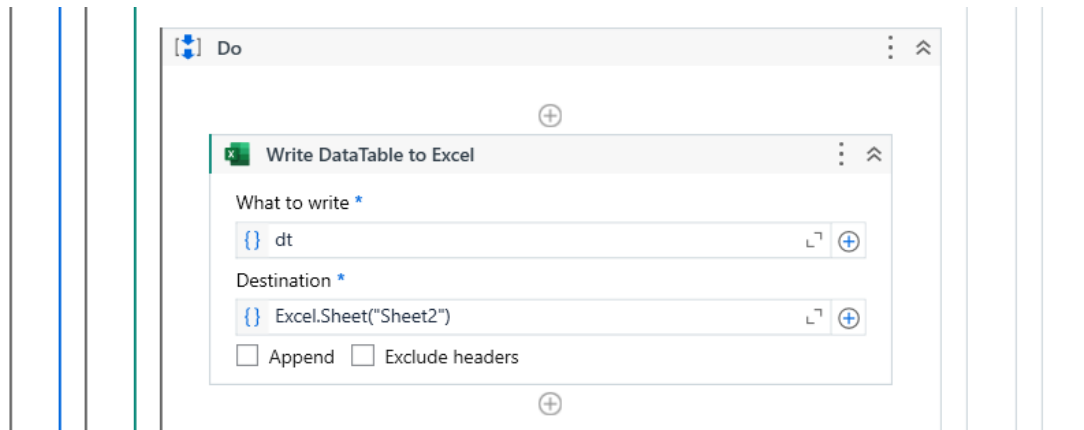 Do
Write DataTable to Excel
What to write *
{} dt
Destination *
{} Excel.Sheet("Sheet2")
Append Exclude headers